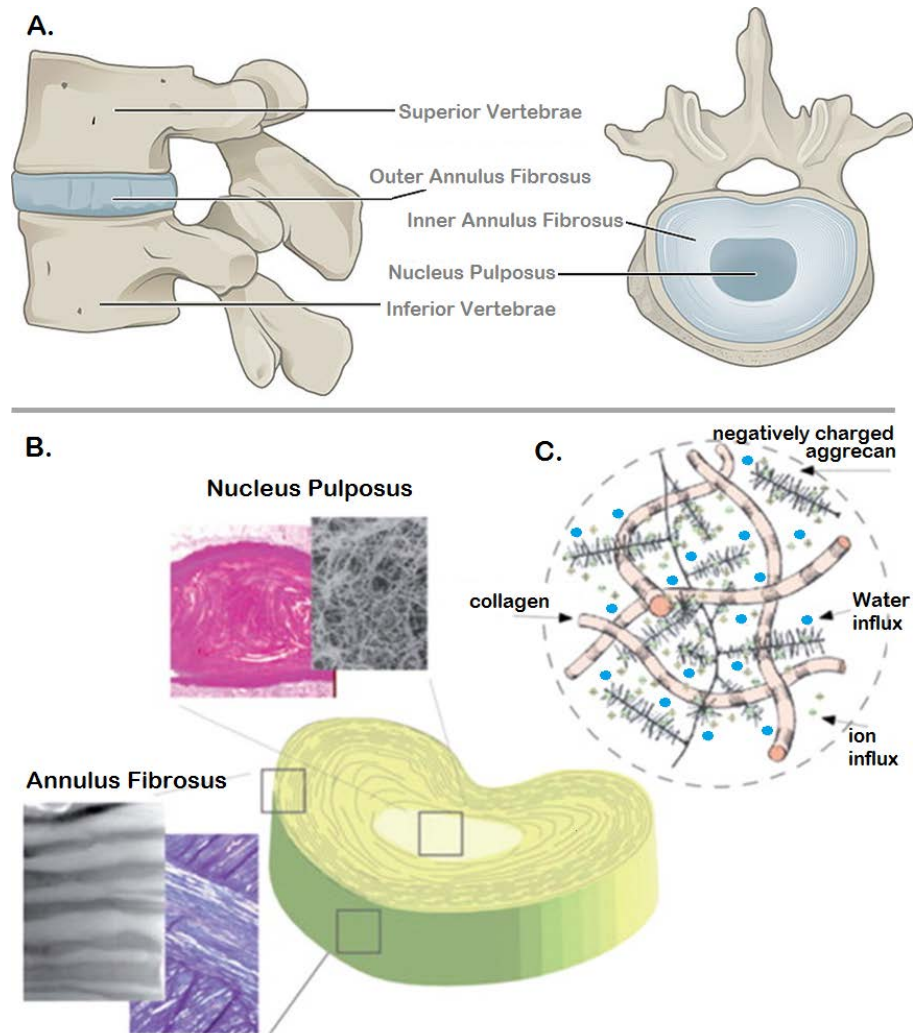 A.
Superior Vertebrae
Outer Annulus Fibrosus
Inner Annulus Fibrosus
Nucleus Pulposus
Inferior Vertebrae
B.
Nucleus Pulposus
Annulus Fibrosus
C.
negatively charged
aggrecan
collagen
Water
influx
ion
influx